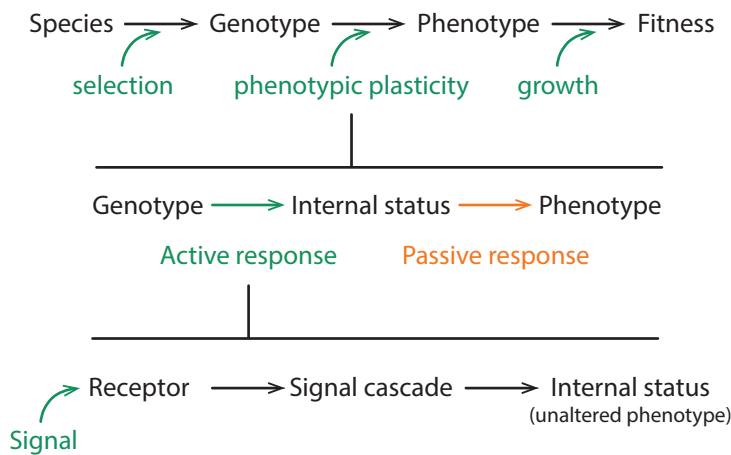 Species Genotype Phenotype Fitness
selection phenotypic plasticity growth
Genotype Internal status Phenotype
Active response Passive response
Receptor Signal cascade Internal status
(unaltered phenotype)
Signal